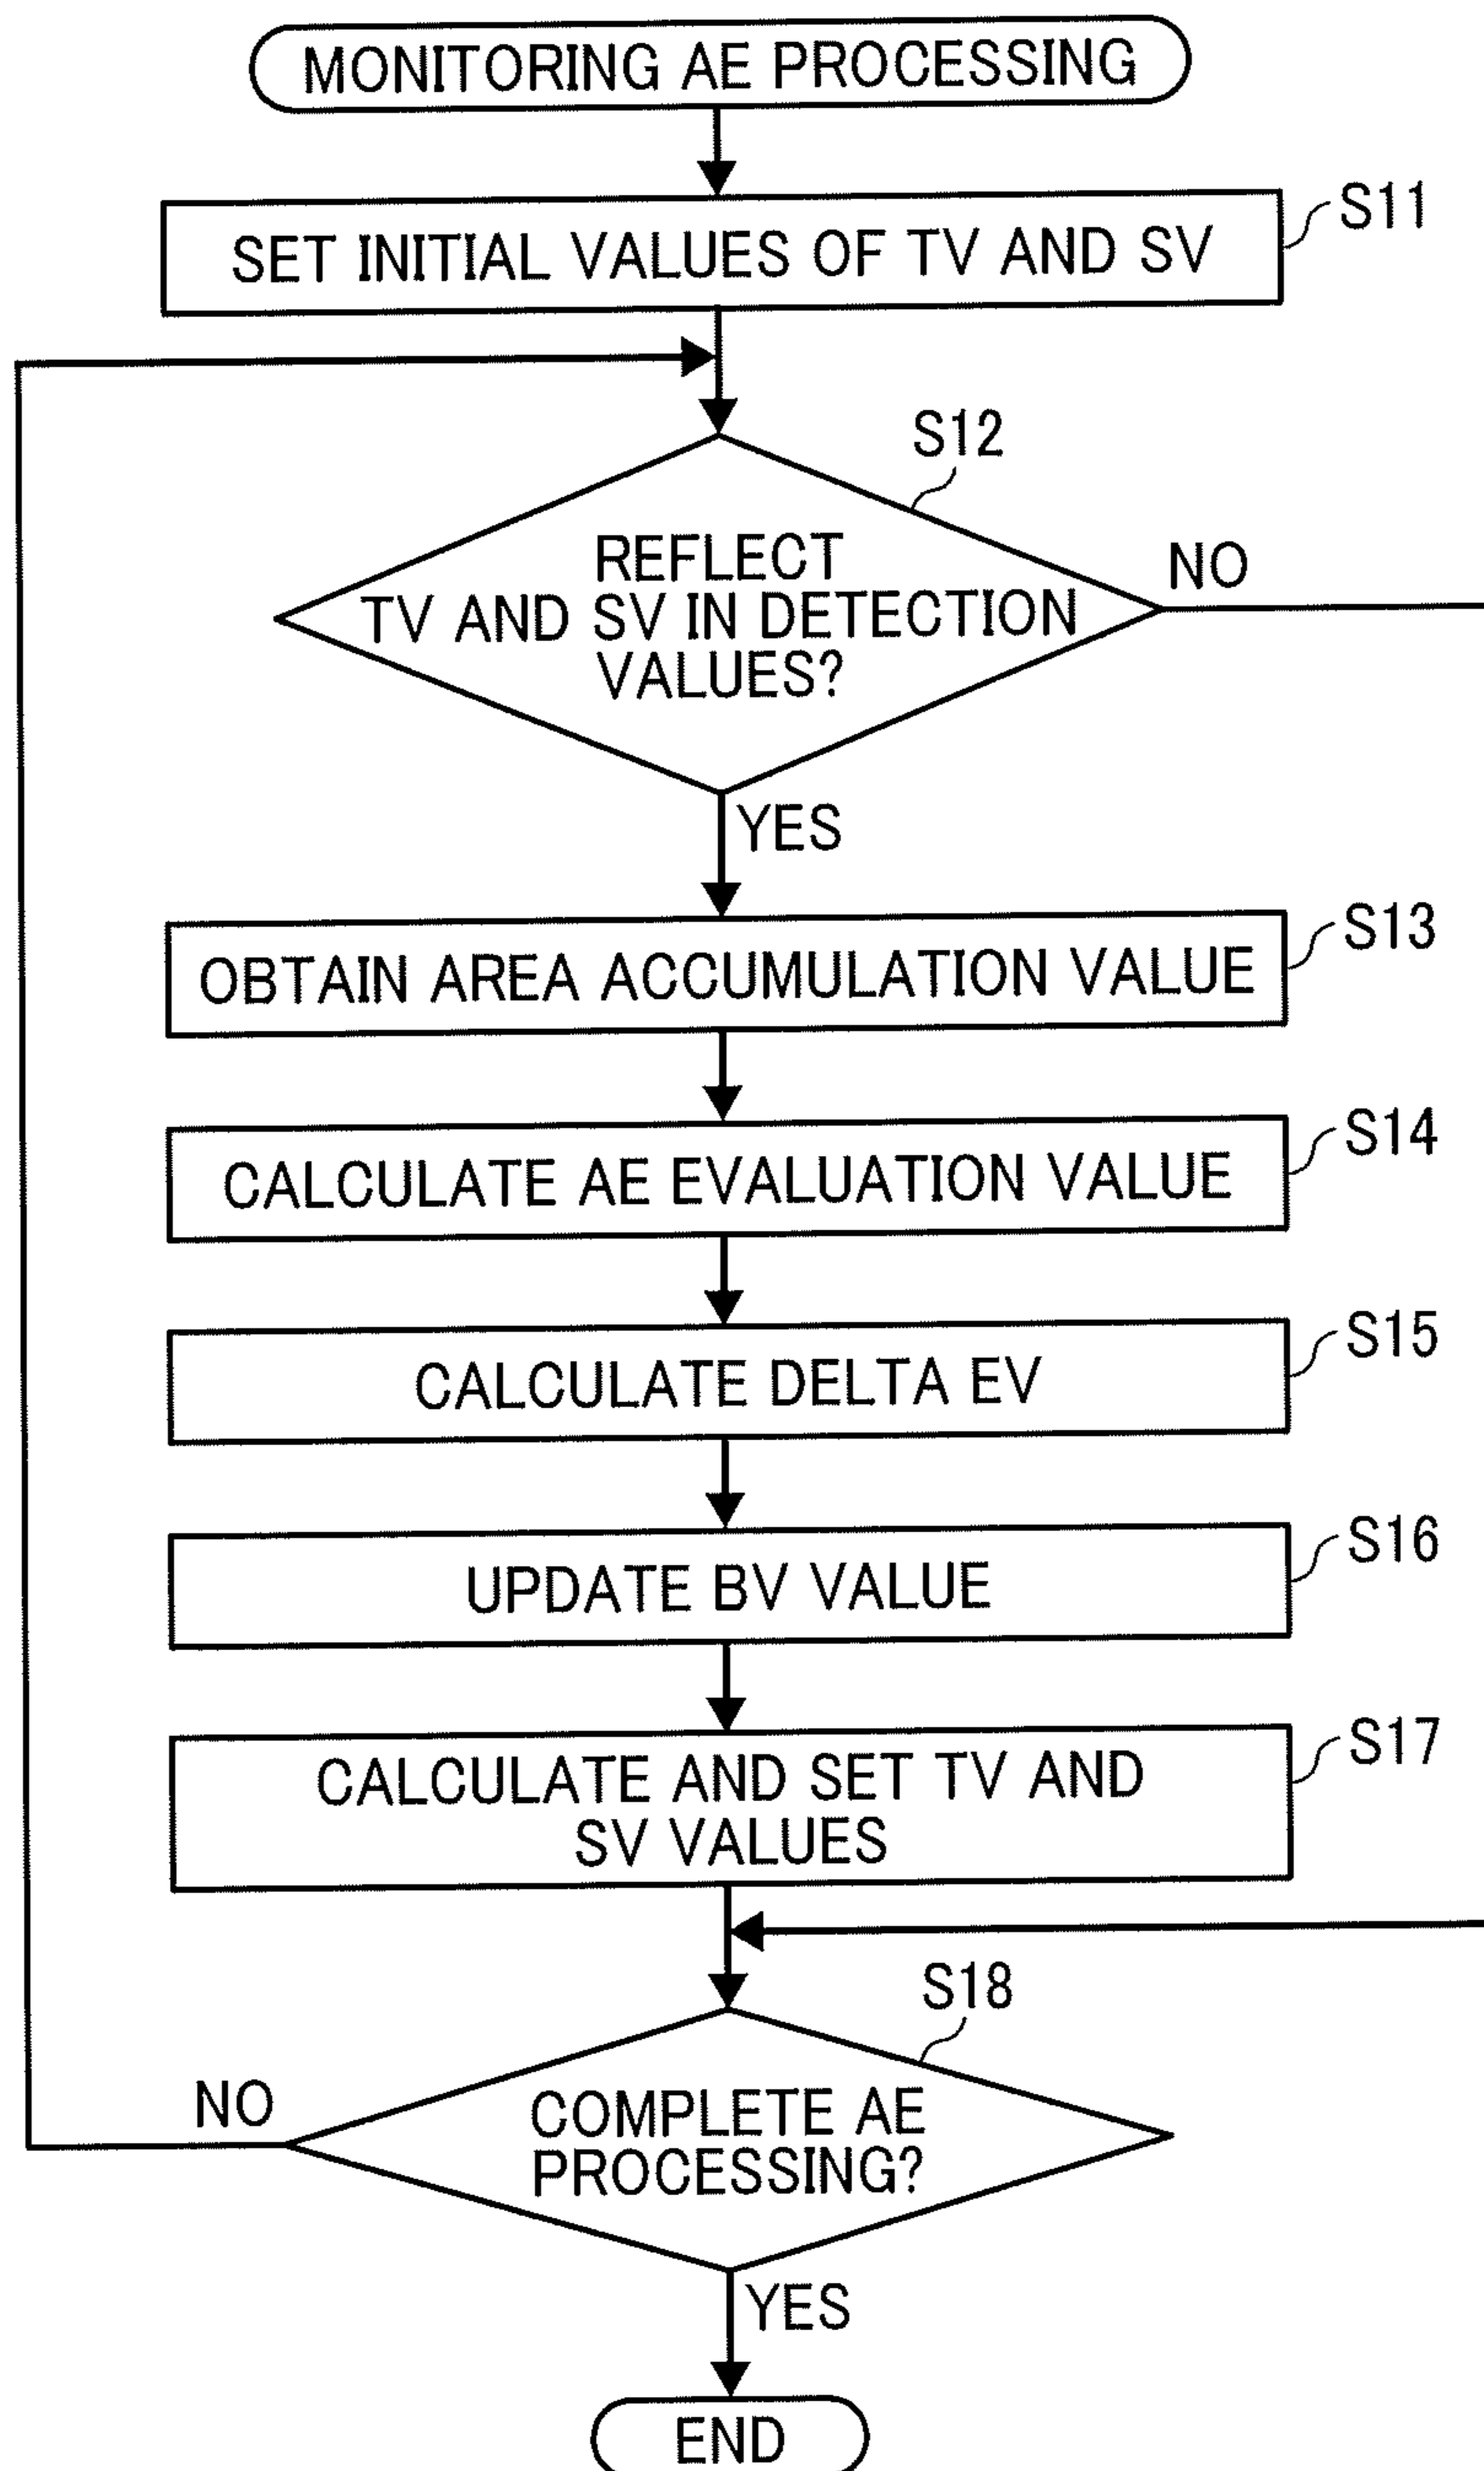 MONITORING AE PROCESSING
S11
SET INITIAL VALUES OF TV AND SV
S12
REFLECT
TV AND SV IN DETECTION
VALUES?
NO
YES
S13
OBTAIN AREA ACCUMULATION VALUE
S14
CALCULATE AE EVALUATION VALUE
S15
CALCULATE DELTA EV
S16
UPDATE BV VALUE
S17
CALCULATE AND SET TV AND
SV VALUES
S18
NO
COMPLETE AE
PROCESSING?
YES
END